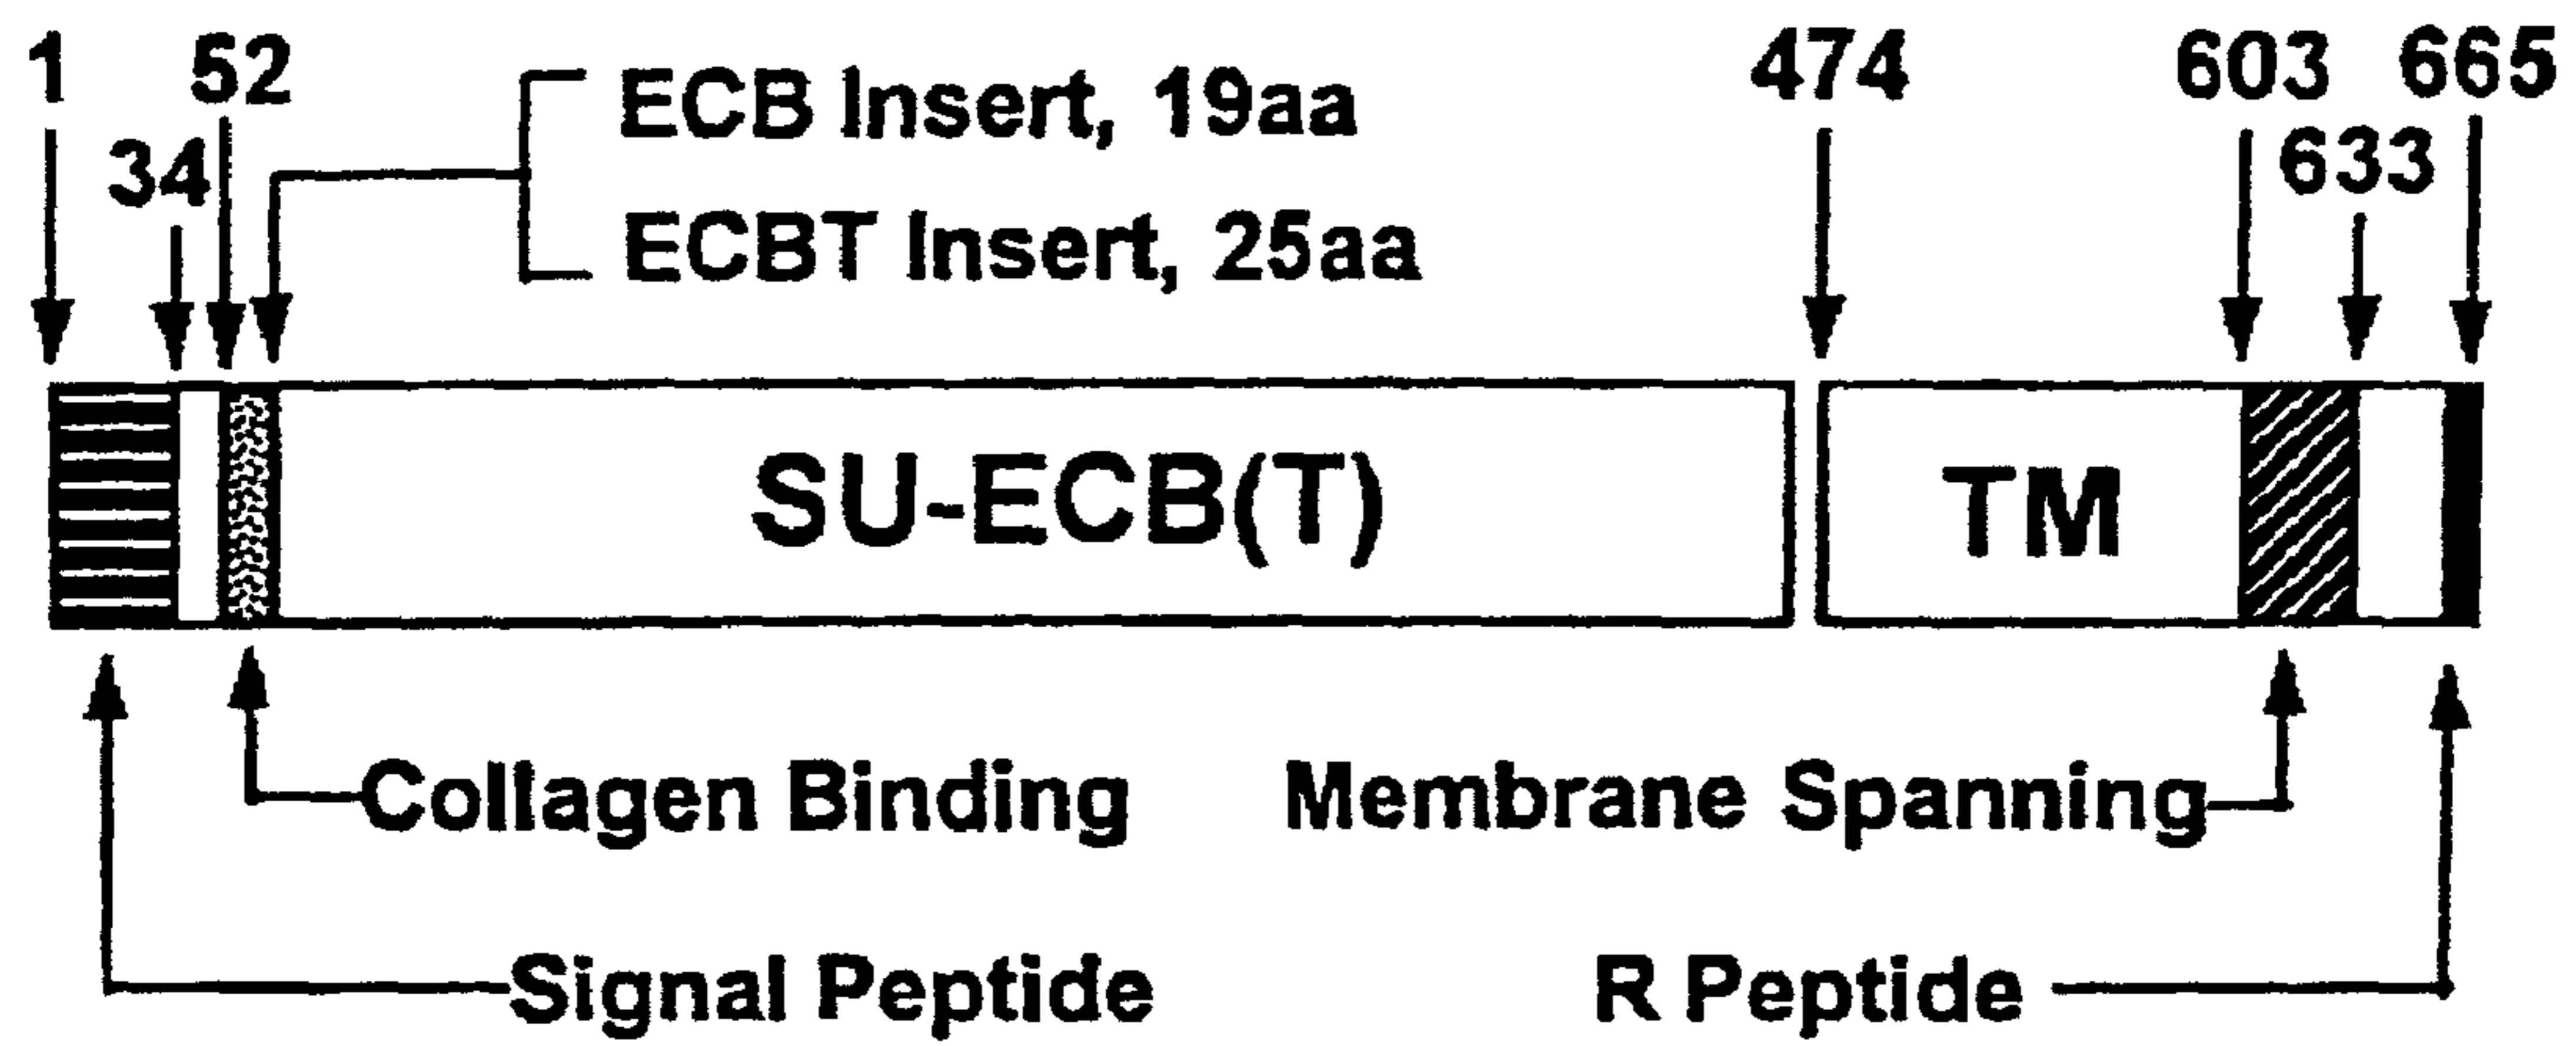 1
52
474
603
665
34
633
ECB Insert, 19aa
ECBT Insert, 25aa
SU-ECB(T)
TM
Collagen Binding
Membrane Spanning
Signal Peptide
R Peptide